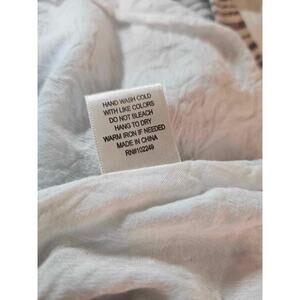 HAND WASH COLD
WITH LIKE COLORS
DO NOT BLEACH
HANG TO DRY
WARM IRON IF NEEDED
MADE IN CHINA
RN#102249